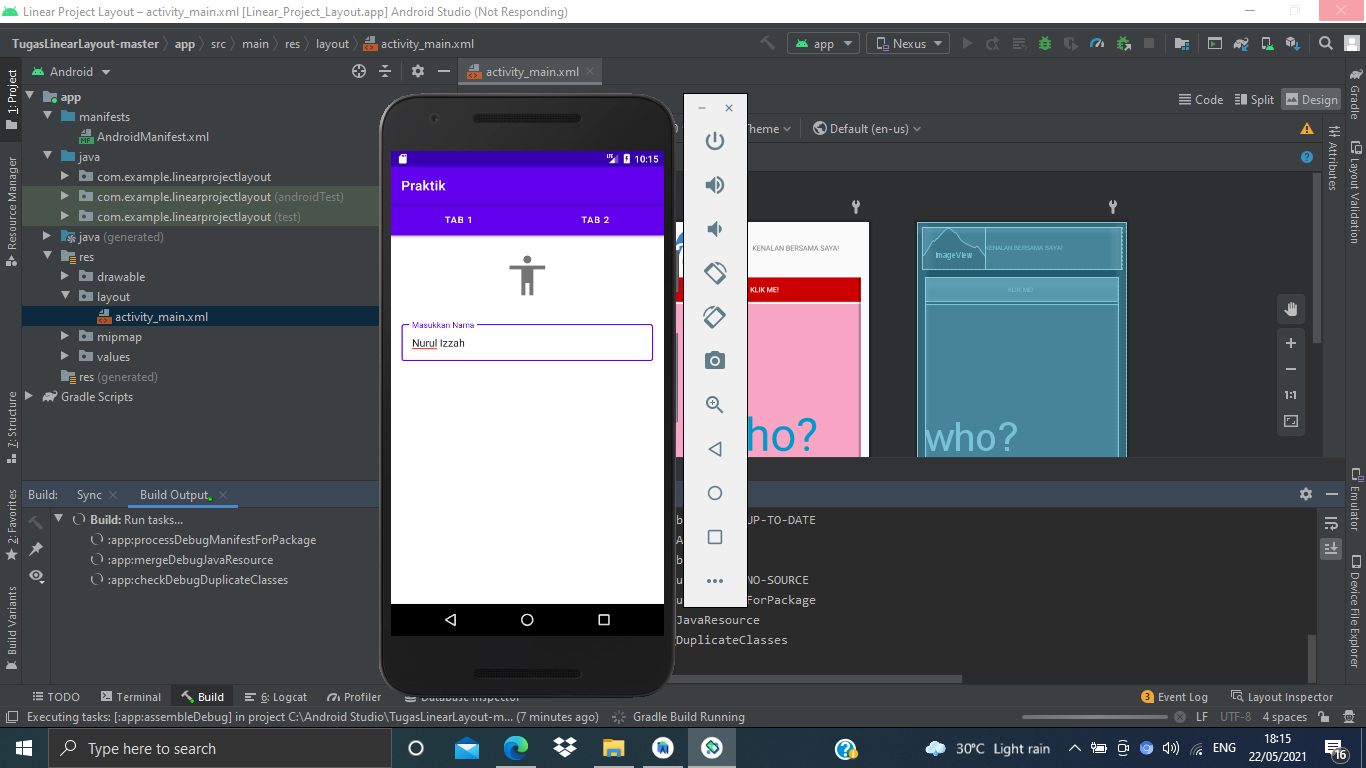 Linear Project Layout – activity_main.xml [Linear_Project_Layout.app] Android Studio (Not Responding)
TugasLinearLayout-master app src main res layout activity_main.xml
app Nexus
Android
activity_main.xml
1: Project
Resource Manager
7: Structure
2: Favorites
Build Variants
app
manifests
AndroidManifest.xml
java
com.example.linearprojectlayout
com.example.linearprojectlayout (androidTest)
com.example.linearprojectlayout (test)
java (generated)
res
drawable
layout
activity_main.xml
mipmap
values
res (generated)
Gradle Scripts
Code Split Design
heme Default (en-us)
Gradle
Attributes
Layout Validation
Emulator
Device File Explorer
10:15
Praktik
TAB 1 TAB 2
Masukkan Nama
Nurul Izzah
KENALAN BERSAMA SAYA!
KLIK ME!
ho?
ImageView
KENALAN BERSAMA SAYA!
KLIK ME!
who?
1:1
Build: Sync Build Output
Build: Run tasks...
:app:processDebugManifestForPackage
:app:mergeDebugJavaResource
:app:checkDebugDuplicateClasses
UP-TO-DATE
NO-SOURCE
ForPackage
JavaResource
DuplicateClasses
TODO Terminal Build 6: Logcat Profiler Database Inspector
3 Event Log Layout Inspector
Executing tasks: [:app:assembleDebug] in project C:\Android Studio\TugasLinearLayout-m... (7 minutes ago) Gradle Build Running
LF UTF-8 4 spaces
Type here to search
30°C Light rain
ENG
18:15
22/05/2021
16